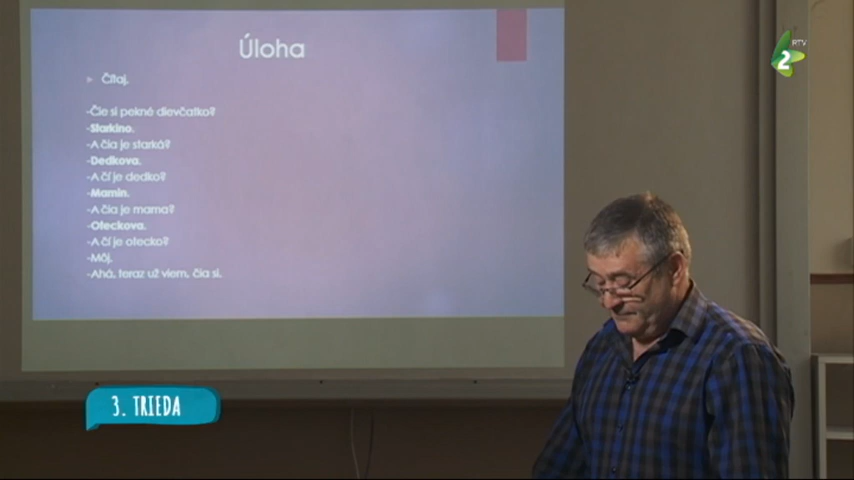 Úloha
Čítaj.
-Čie si pekné dievčatko?
-Starkino.
-A čia je starká?
-Dedkova.
-A čí je dedko?
-Mamin.
-A čia je mama?
-Oteckova.
-A čí je otecko?
-Môj.
-Ahá, teraz už viem, čia si.
RTV
2
3. TRIEDA